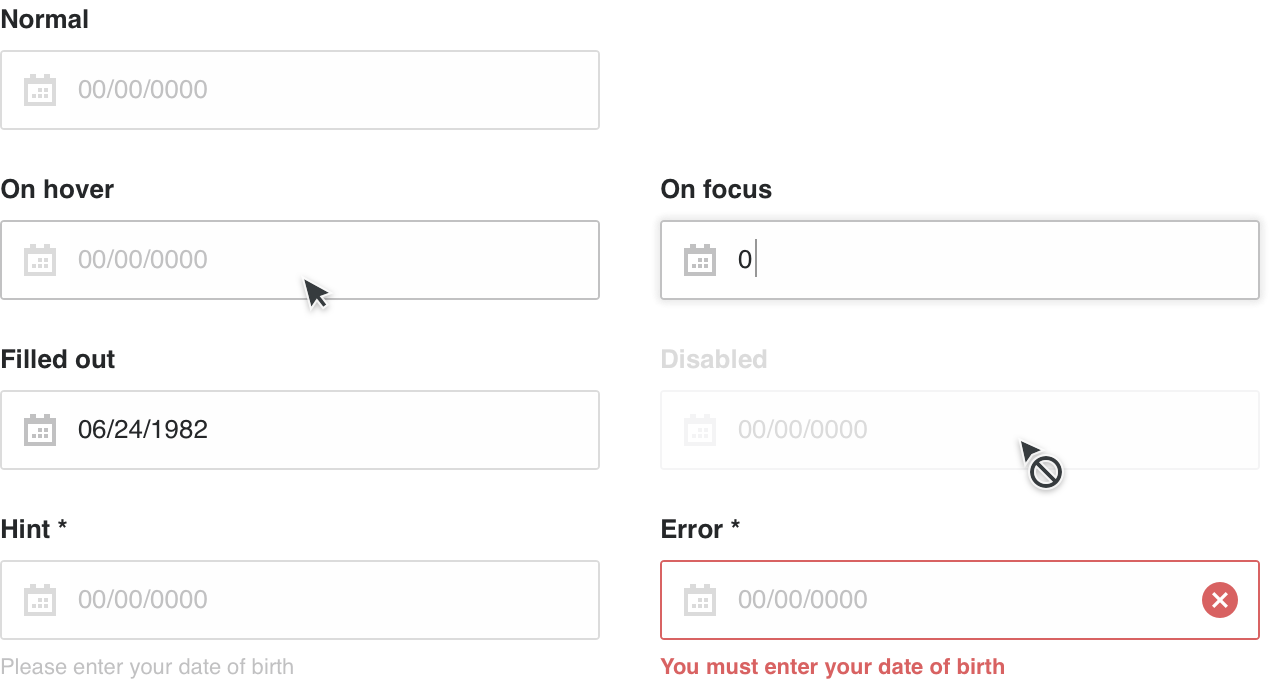 Normal
00/00/0000
On hover
On focus
00/00/0000
0
Filled out
Disabled
06/24/1982
00/00/0000
Hint *
Error *
00/00/0000
00/00/0000
Please enter your date of birth
You must enter your date of birth